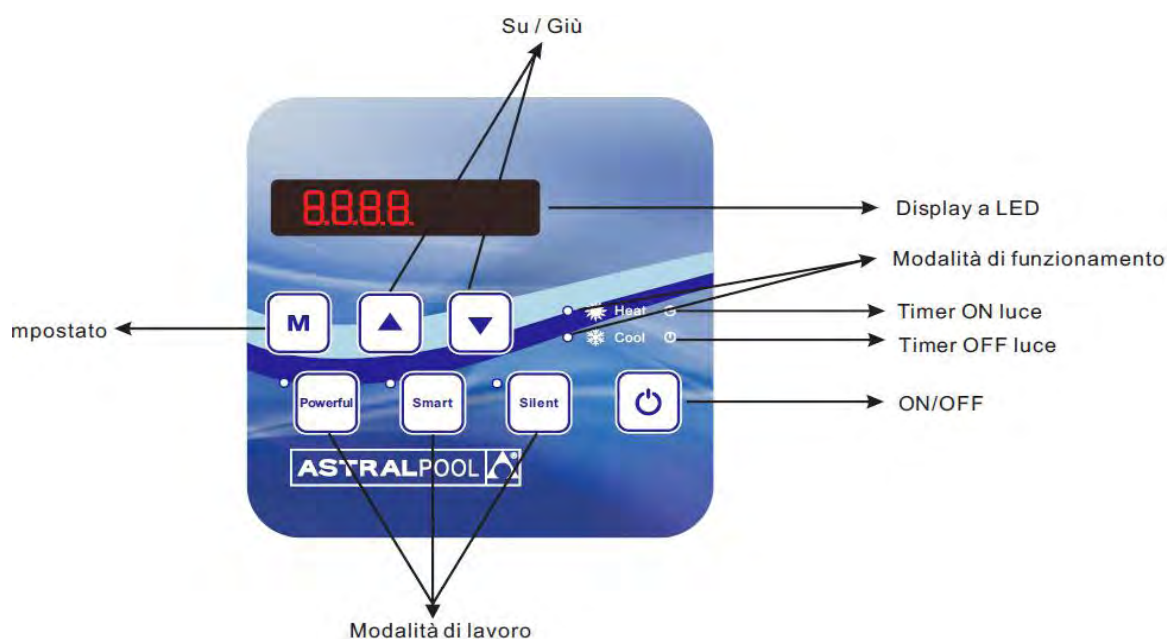 Su / Giù
8.8.8.8.
Display a LED
Modalità di funzionamento
M
Heat
Timer ON luce
mpostato
Cool
Timer OFF luce
Powerful
Smart
Silent
ON/OFF
ASTRALPOOL
Modalità di lavoro